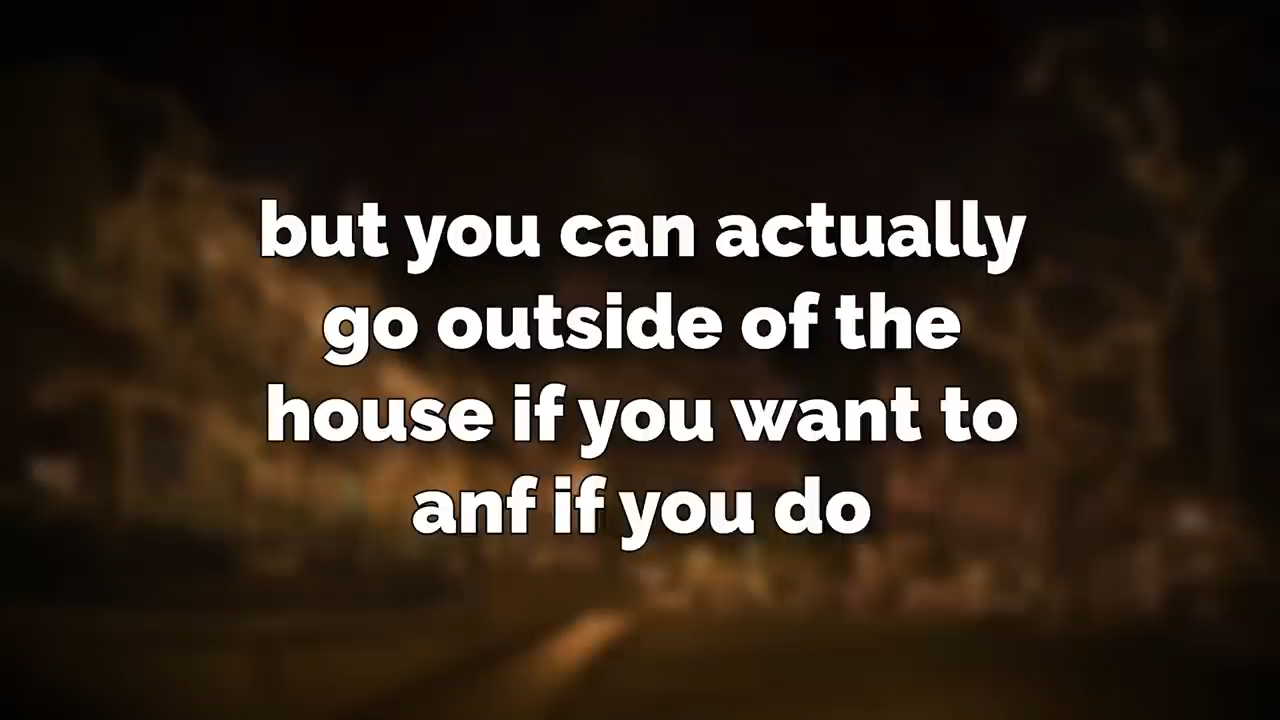 but you can actually
go outside of the
house if you want to
anf if you do